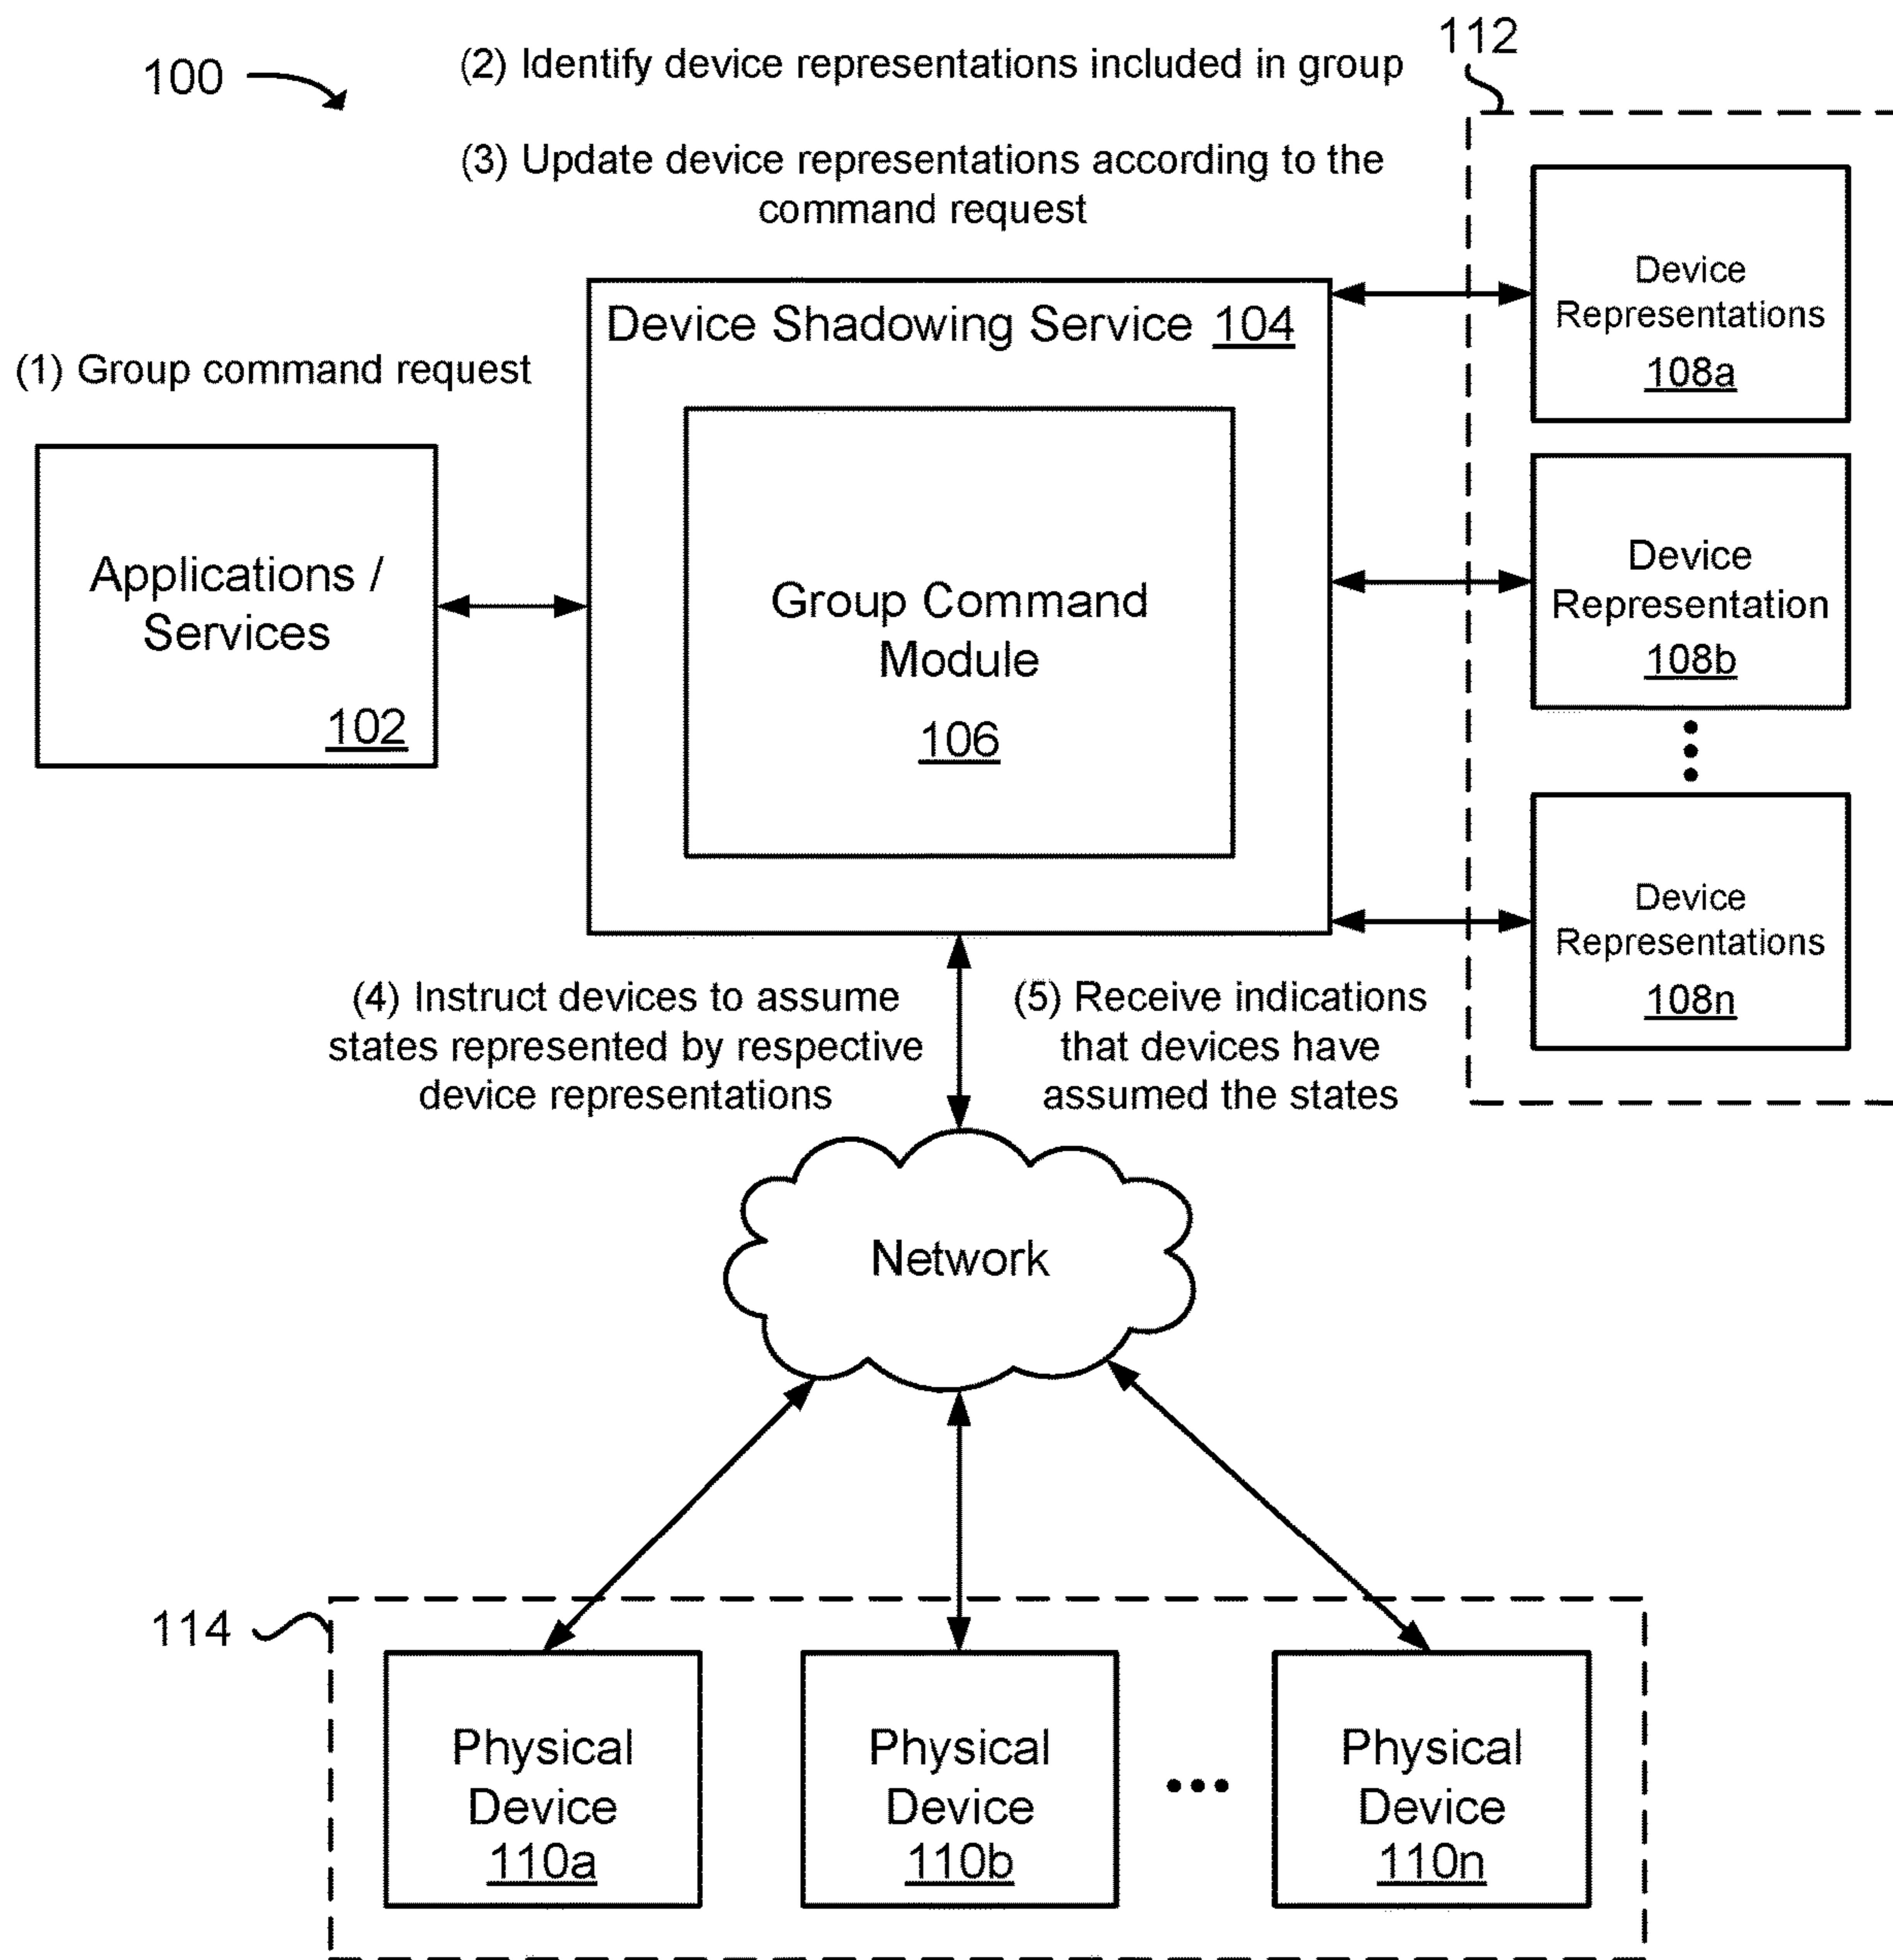 100
(2) Identify device representations included in group
112
(3) Update device representations according to the
command request
(1) Group command request
Applications /
Services
102
Device Shadowing Service 104
Group Command
Module
106
Device
Representations
108a
Device
Representation
108b
Device
Representations
108n
(4) Instruct devices to assume
states represented by respective
device representations
(5) Receive indications
that devices have
assumed the states
Network
114
Physical
Device
110a
Physical
Device
110b
Physical
Device
110n